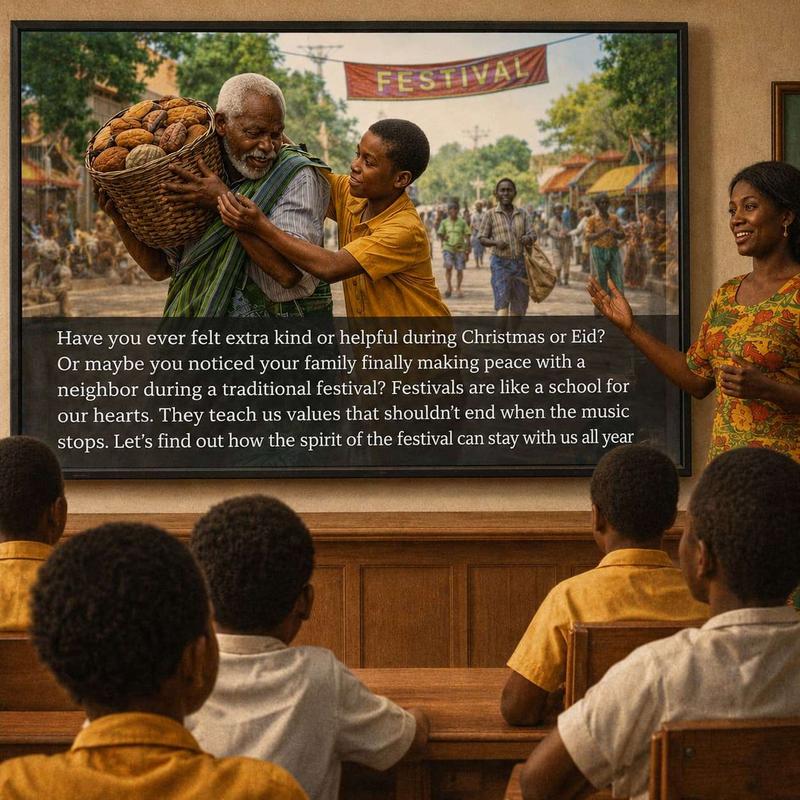 FESTIVAL
Have you ever felt extra kind or helpful during Christmas or Eid?
Or maybe you noticed your family finally making peace with a
neighbor during a traditional festival? Festivals are like a school for
our hearts. They teach us values that shouldn’t end when the music
stops. Let’s find out how the spirit of the festival can stay with us all year